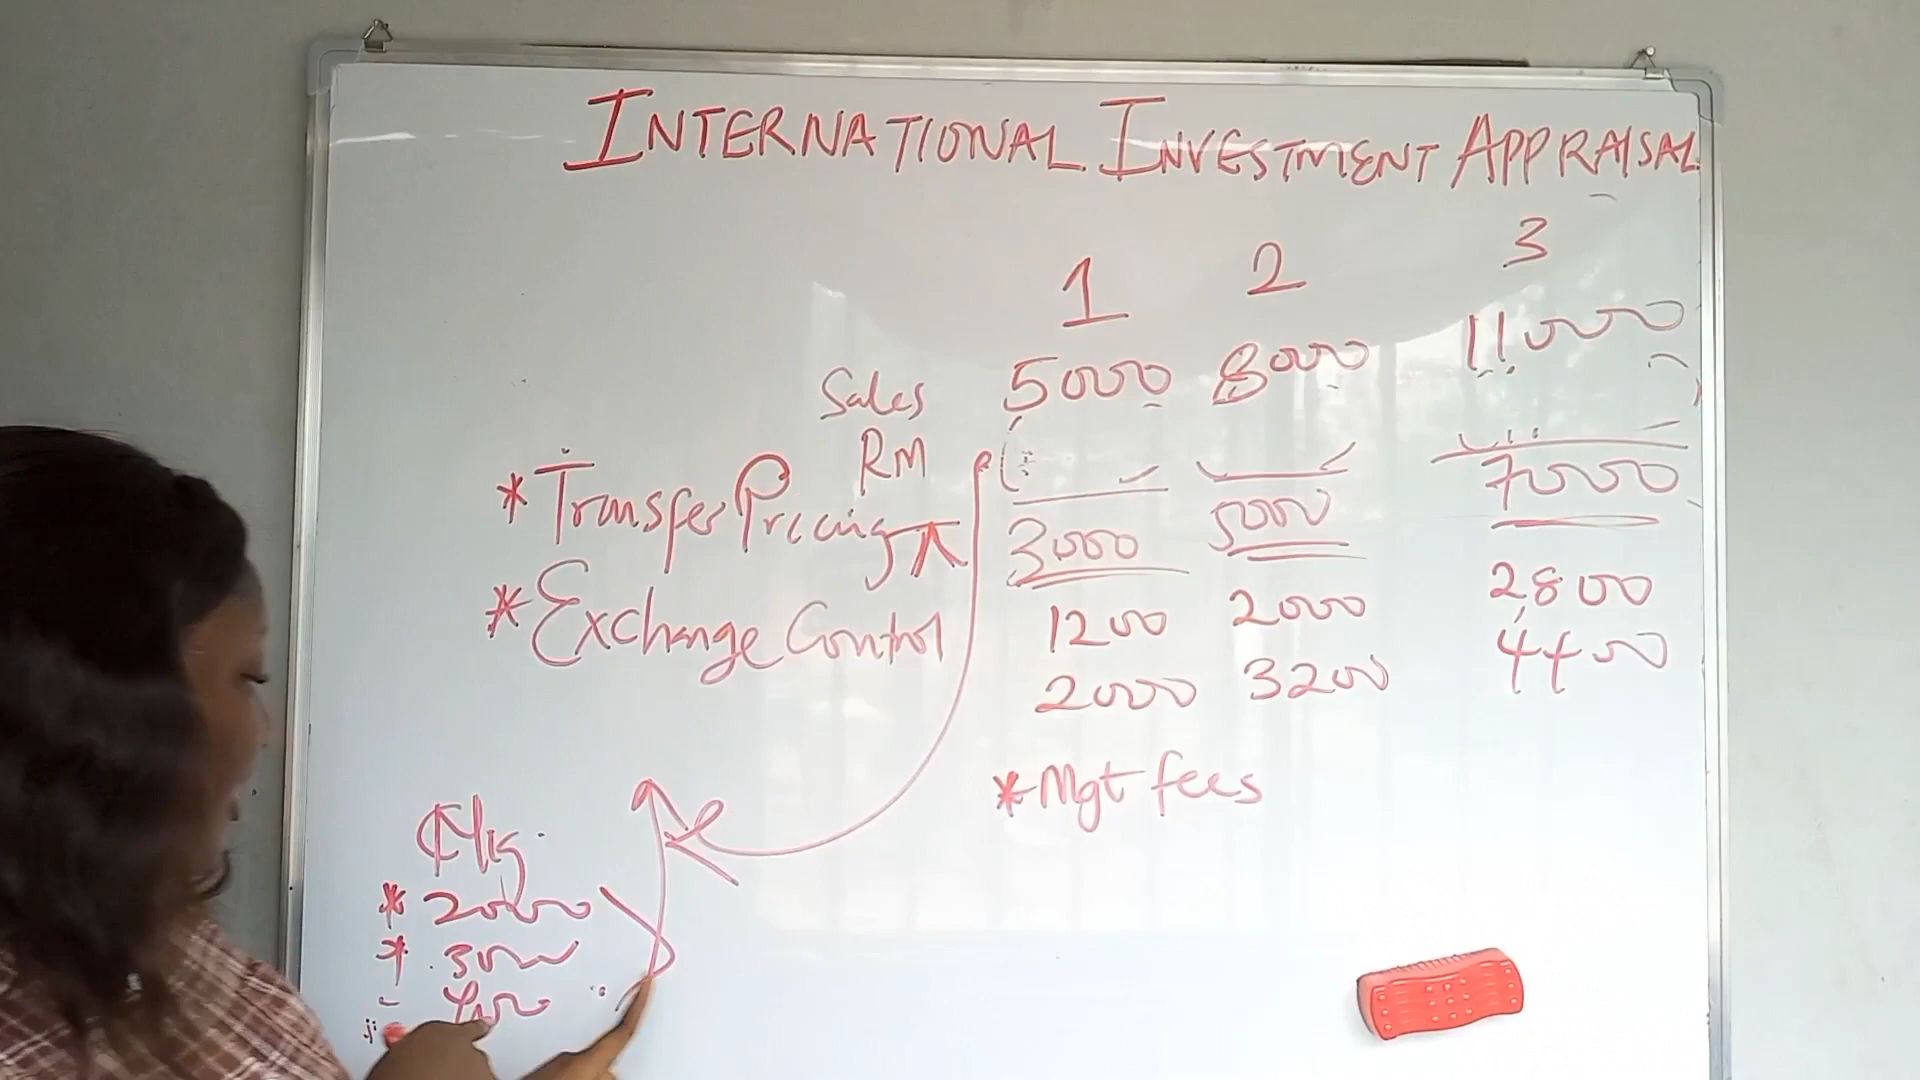 INTERNATIONAL INVESTMENT APPRAISAL
1 2 3
Sales 5000 8000 11000
RM
* Transfer Pricing
3000 5000 7000
* Exchange Control
1200 2000 2800
2000 3200 4400
* Mgt fees
* 2000
* 3000